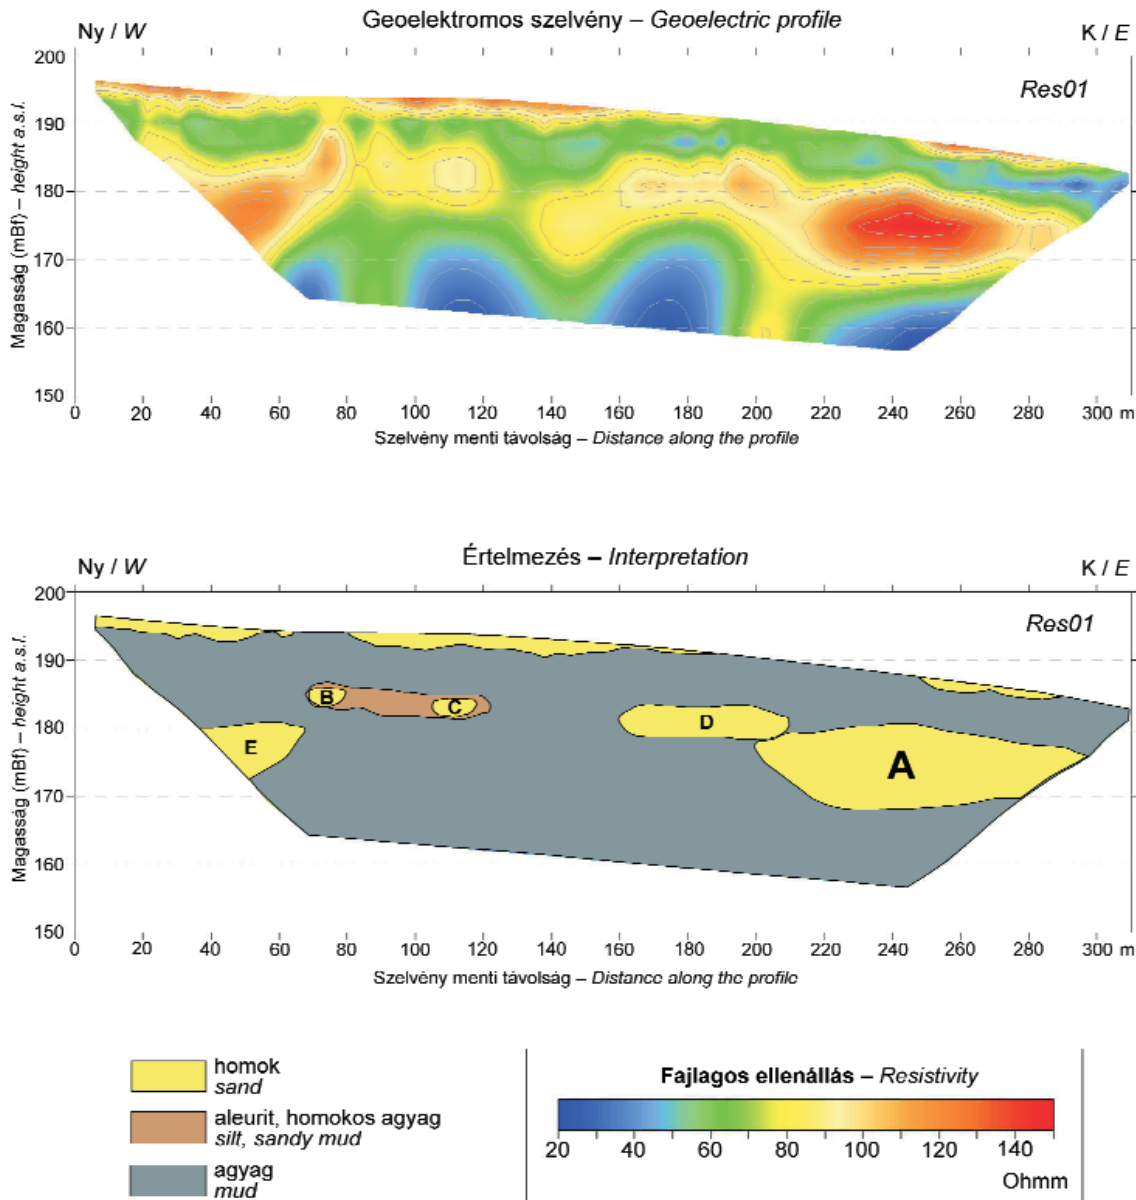 Geoelektromos szelvény – Geoelectric profile
Ny / W
K / E
Res01
200
190
180
170
160
150
Magasság (mBf) – height a.s.l.
0 20 40 60 80 100 120 140 160 180 200 220 240 260 280 300 m
Szelvény menti távolság – Distance along the profile
Értelmezés – Interpretation
Ny / W
K / E
Res01
200
190
180
170
160
150
Magasság (mBf) – height a.s.l.
B
C
D
E
A
0 20 40 60 80 100 120 140 160 180 200 220 240 260 280 300 m
Szelvény menti távolság – Distance along the profile
homok
sand
aleurit, homokos agyag
silt, sandy mud
agyag
mud
Fajlagos ellenállás – Resistivity
20 40 60 80 100 120 140
Ohmm